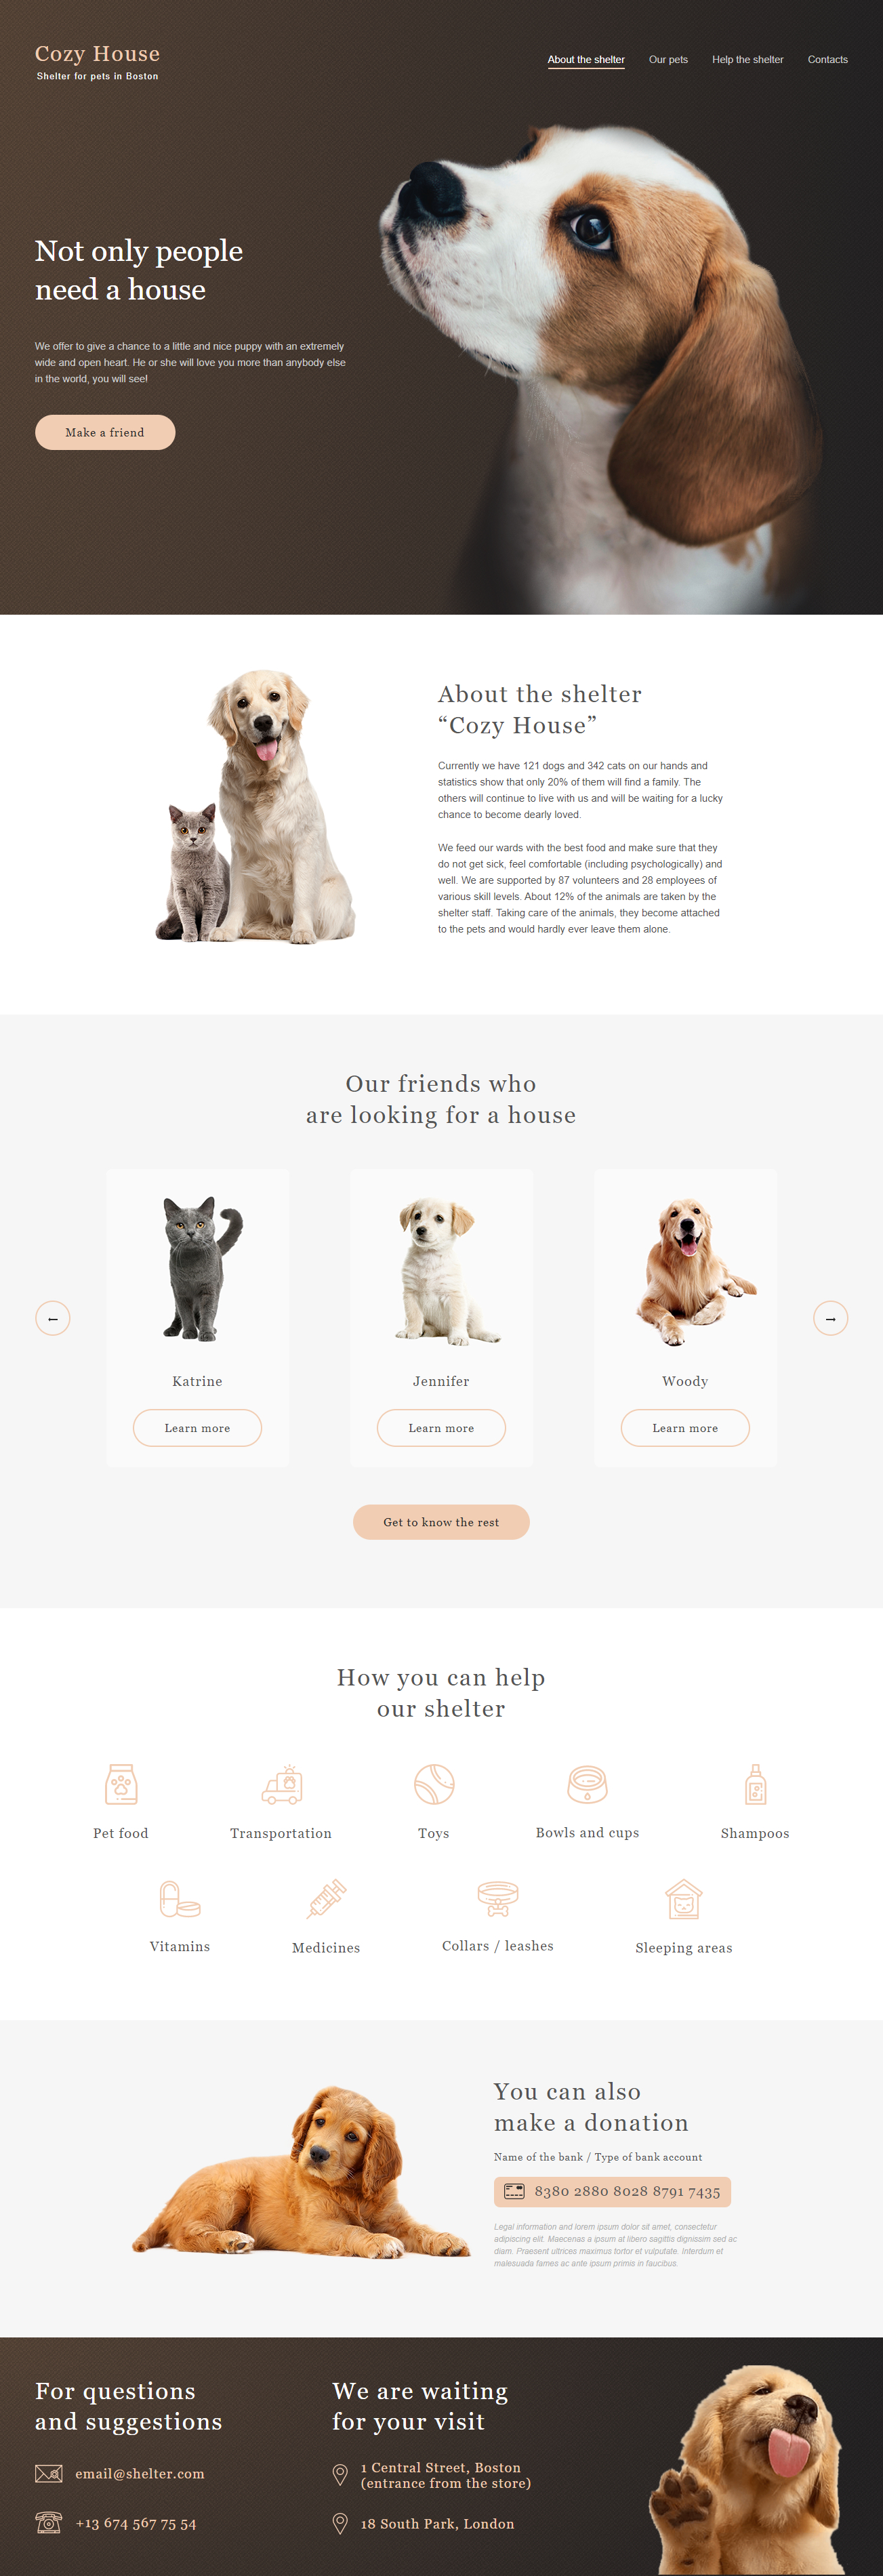 Cozy House
Shelter for pets in Boston
About the shelter
Our pets
Help the shelter
Contacts
Not only people
need a house
We offer to give a chance to a little and nice puppy with an extremely
wide and open heart. He or she will love you more than anybody else
in the world, you will see!
Make a friend
About the shelter
“Cozy House”
Currently we have 121 dogs and 342 cats on our hands and
statistics show that only 20% of them will find a family. The
others will continue to live with us and will be waiting for a lucky
chance to become dearly loved.
We feed our wards with the best food and make sure that they
do not get sick, feel comfortable (including psychologically) and
well. We are supported by 87 volunteers and 28 employees of
various skill levels. About 12% of the animals are taken by the
shelter staff. Taking care of the animals, they become attached
to the pets and would hardly ever leave them alone.
Our friends who
are looking for a house
Katrine
Learn more
Jennifer
Learn more
Woody
Learn more
Get to know the rest
How you can help
our shelter
Pet food
Transportation
Toys
Bowls and cups
Shampoos
Vitamins
Medicines
Collars / leashes
Sleeping areas
You can also
make a donation
Name of the bank / Type of bank account
8380 2880 8028 8791 7435
Legal information and lorem ipsum dolor sit amet, consectetur
adipiscing elit. Maecenas a ipsum at libero sagittis dignissim sed ac
diam. Praesent ultrices maximus tortor et vulputate. Interdum et
malesuada fames ac ante ipsum primis in faucibus.
For questions
and suggestions
email@shelter.com
+13 674 567 75 54
We are waiting
for your visit
1 Central Street, Boston
(entrance from the store)
18 South Park, London